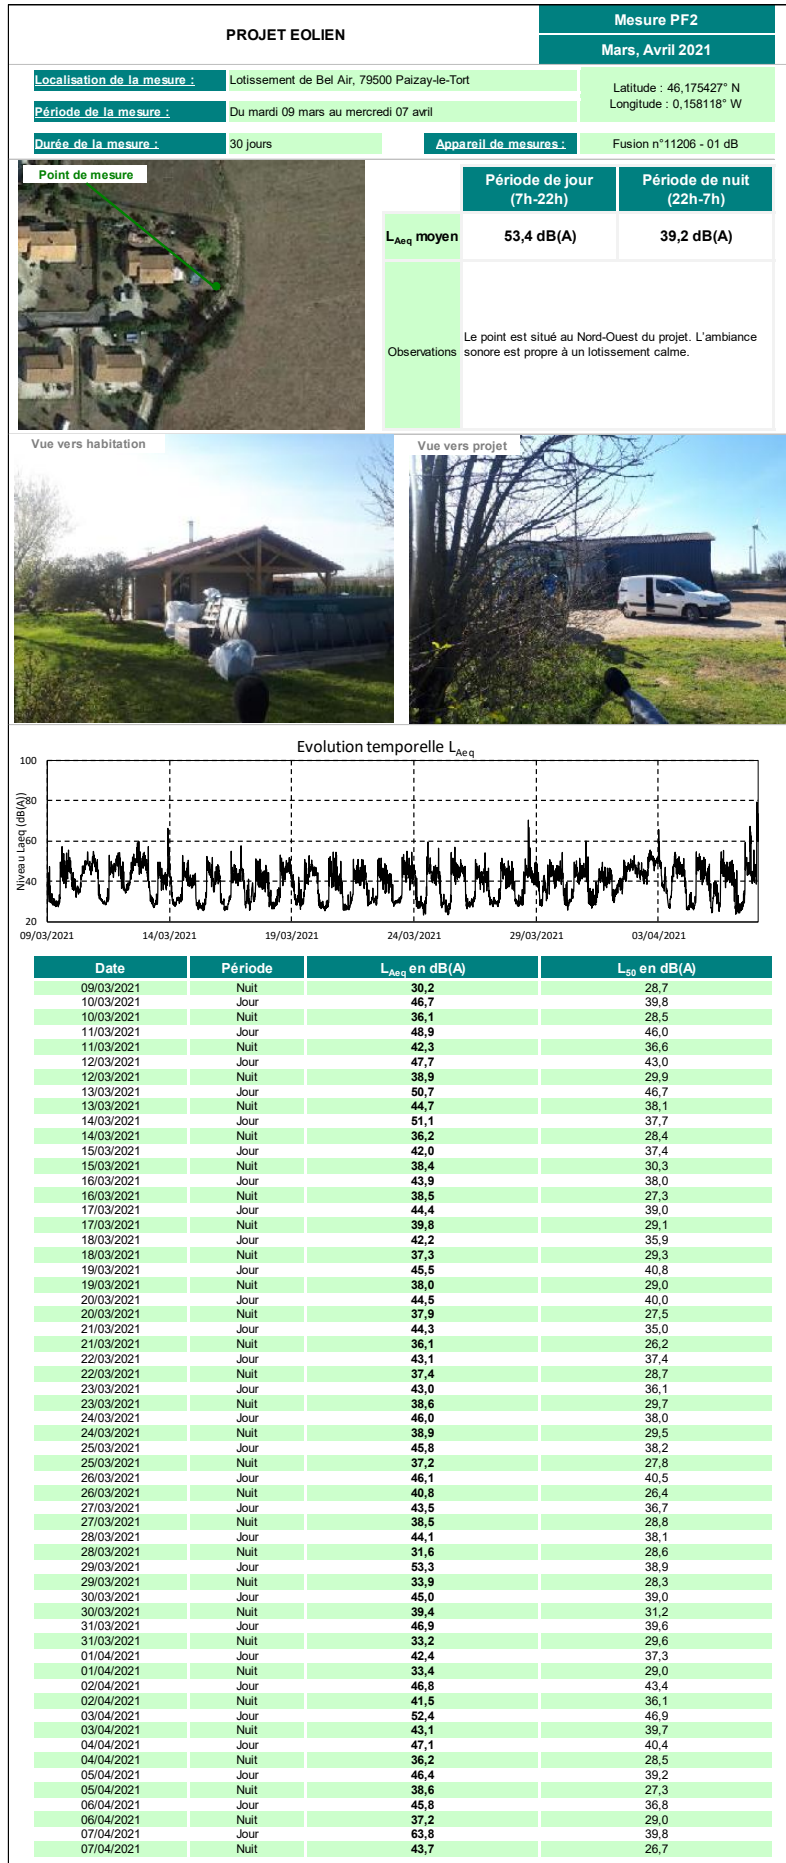 PROJET EOLIEN
Mesure PF2
Mars, Avril 2021
Localisation de la mesure :
Lotissement de Bel Air, 79500 Paizay-le-Tort
Latitude : 46,175427° N
Longitude : 0,158118° W
Période de la mesure :
Du mardi 09 mars au mercredi 07 avril
Durée de la mesure :
30 jours
Appareil de mesures :
Fusion n°11206 - 01 dB
Point de mesure
Période de jour
(7h-22h)
Période de nuit
(22h-7h)
LAeq moyen
53,4 dB(A)
39,2 dB(A)
Observations
Le point est situé au Nord-Ouest du projet. L'ambiance
sonore est propre à un lotissement calme.
Vue vers habitation
Vue vers projet
Evolution temporelle LAeq
Niveau Laeq (dB(A))
100
80
60
40
20
09/03/2021 14/03/2021 19/03/2021 24/03/2021 29/03/2021 03/04/2021
Date Période LAeq en dB(A) L50 en dB(A)
09/03/2021 Nuit 30,2 28,7
10/03/2021 Jour 46,7 39,8
10/03/2021 Nuit 36,1 28,5
11/03/2021 Jour 48,9 46,0
11/03/2021 Nuit 42,3 36,6
12/03/2021 Jour 47,7 43,0
12/03/2021 Nuit 38,9 29,9
13/03/2021 Jour 50,7 46,7
13/03/2021 Nuit 44,7 38,1
14/03/2021 Jour 51,1 37,7
14/03/2021 Nuit 36,2 28,4
15/03/2021 Jour 42,0 37,4
15/03/2021 Nuit 38,4 30,3
16/03/2021 Jour 43,9 38,0
16/03/2021 Nuit 38,5 27,3
17/03/2021 Jour 44,4 39,0
17/03/2021 Nuit 39,8 29,1
18/03/2021 Jour 42,2 35,9
18/03/2021 Nuit 37,3 29,3
19/03/2021 Jour 45,5 40,8
19/03/2021 Nuit 38,0 29,0
20/03/2021 Jour 44,5 40,0
20/03/2021 Nuit 37,9 27,5
21/03/2021 Jour 44,3 35,0
21/03/2021 Nuit 36,1 26,2
22/03/2021 Jour 43,1 37,4
22/03/2021 Nuit 37,4 28,7
23/03/2021 Jour 43,0 36,1
23/03/2021 Nuit 38,6 29,7
24/03/2021 Jour 46,0 38,0
24/03/2021 Nuit 38,9 29,5
25/03/2021 Jour 45,8 38,2
25/03/2021 Nuit 37,2 27,8
26/03/2021 Jour 46,1 40,5
26/03/2021 Nuit 40,8 26,4
27/03/2021 Jour 43,5 36,7
27/03/2021 Nuit 38,5 28,8
28/03/2021 Jour 44,1 38,1
28/03/2021 Nuit 31,6 28,6
29/03/2021 Jour 53,3 38,9
29/03/2021 Nuit 33,9 28,3
30/03/2021 Jour 45,0 39,0
30/03/2021 Nuit 39,4 31,2
31/03/2021 Jour 46,9 39,6
31/03/2021 Nuit 33,2 29,6
01/04/2021 Jour 42,4 37,3
01/04/2021 Nuit 33,4 29,0
02/04/2021 Jour 46,8 43,4
02/04/2021 Nuit 41,5 36,1
03/04/2021 Jour 52,4 46,9
03/04/2021 Nuit 43,1 39,7
04/04/2021 Jour 47,1 40,4
04/04/2021 Nuit 36,2 28,5
05/04/2021 Jour 46,4 39,2
05/04/2021 Nuit 38,6 27,3
06/04/2021 Jour 45,8 36,8
06/04/2021 Nuit 37,2 29,0
07/04/2021 Jour 63,8 39,8
07/04/2021 Nuit 43,7 26,7